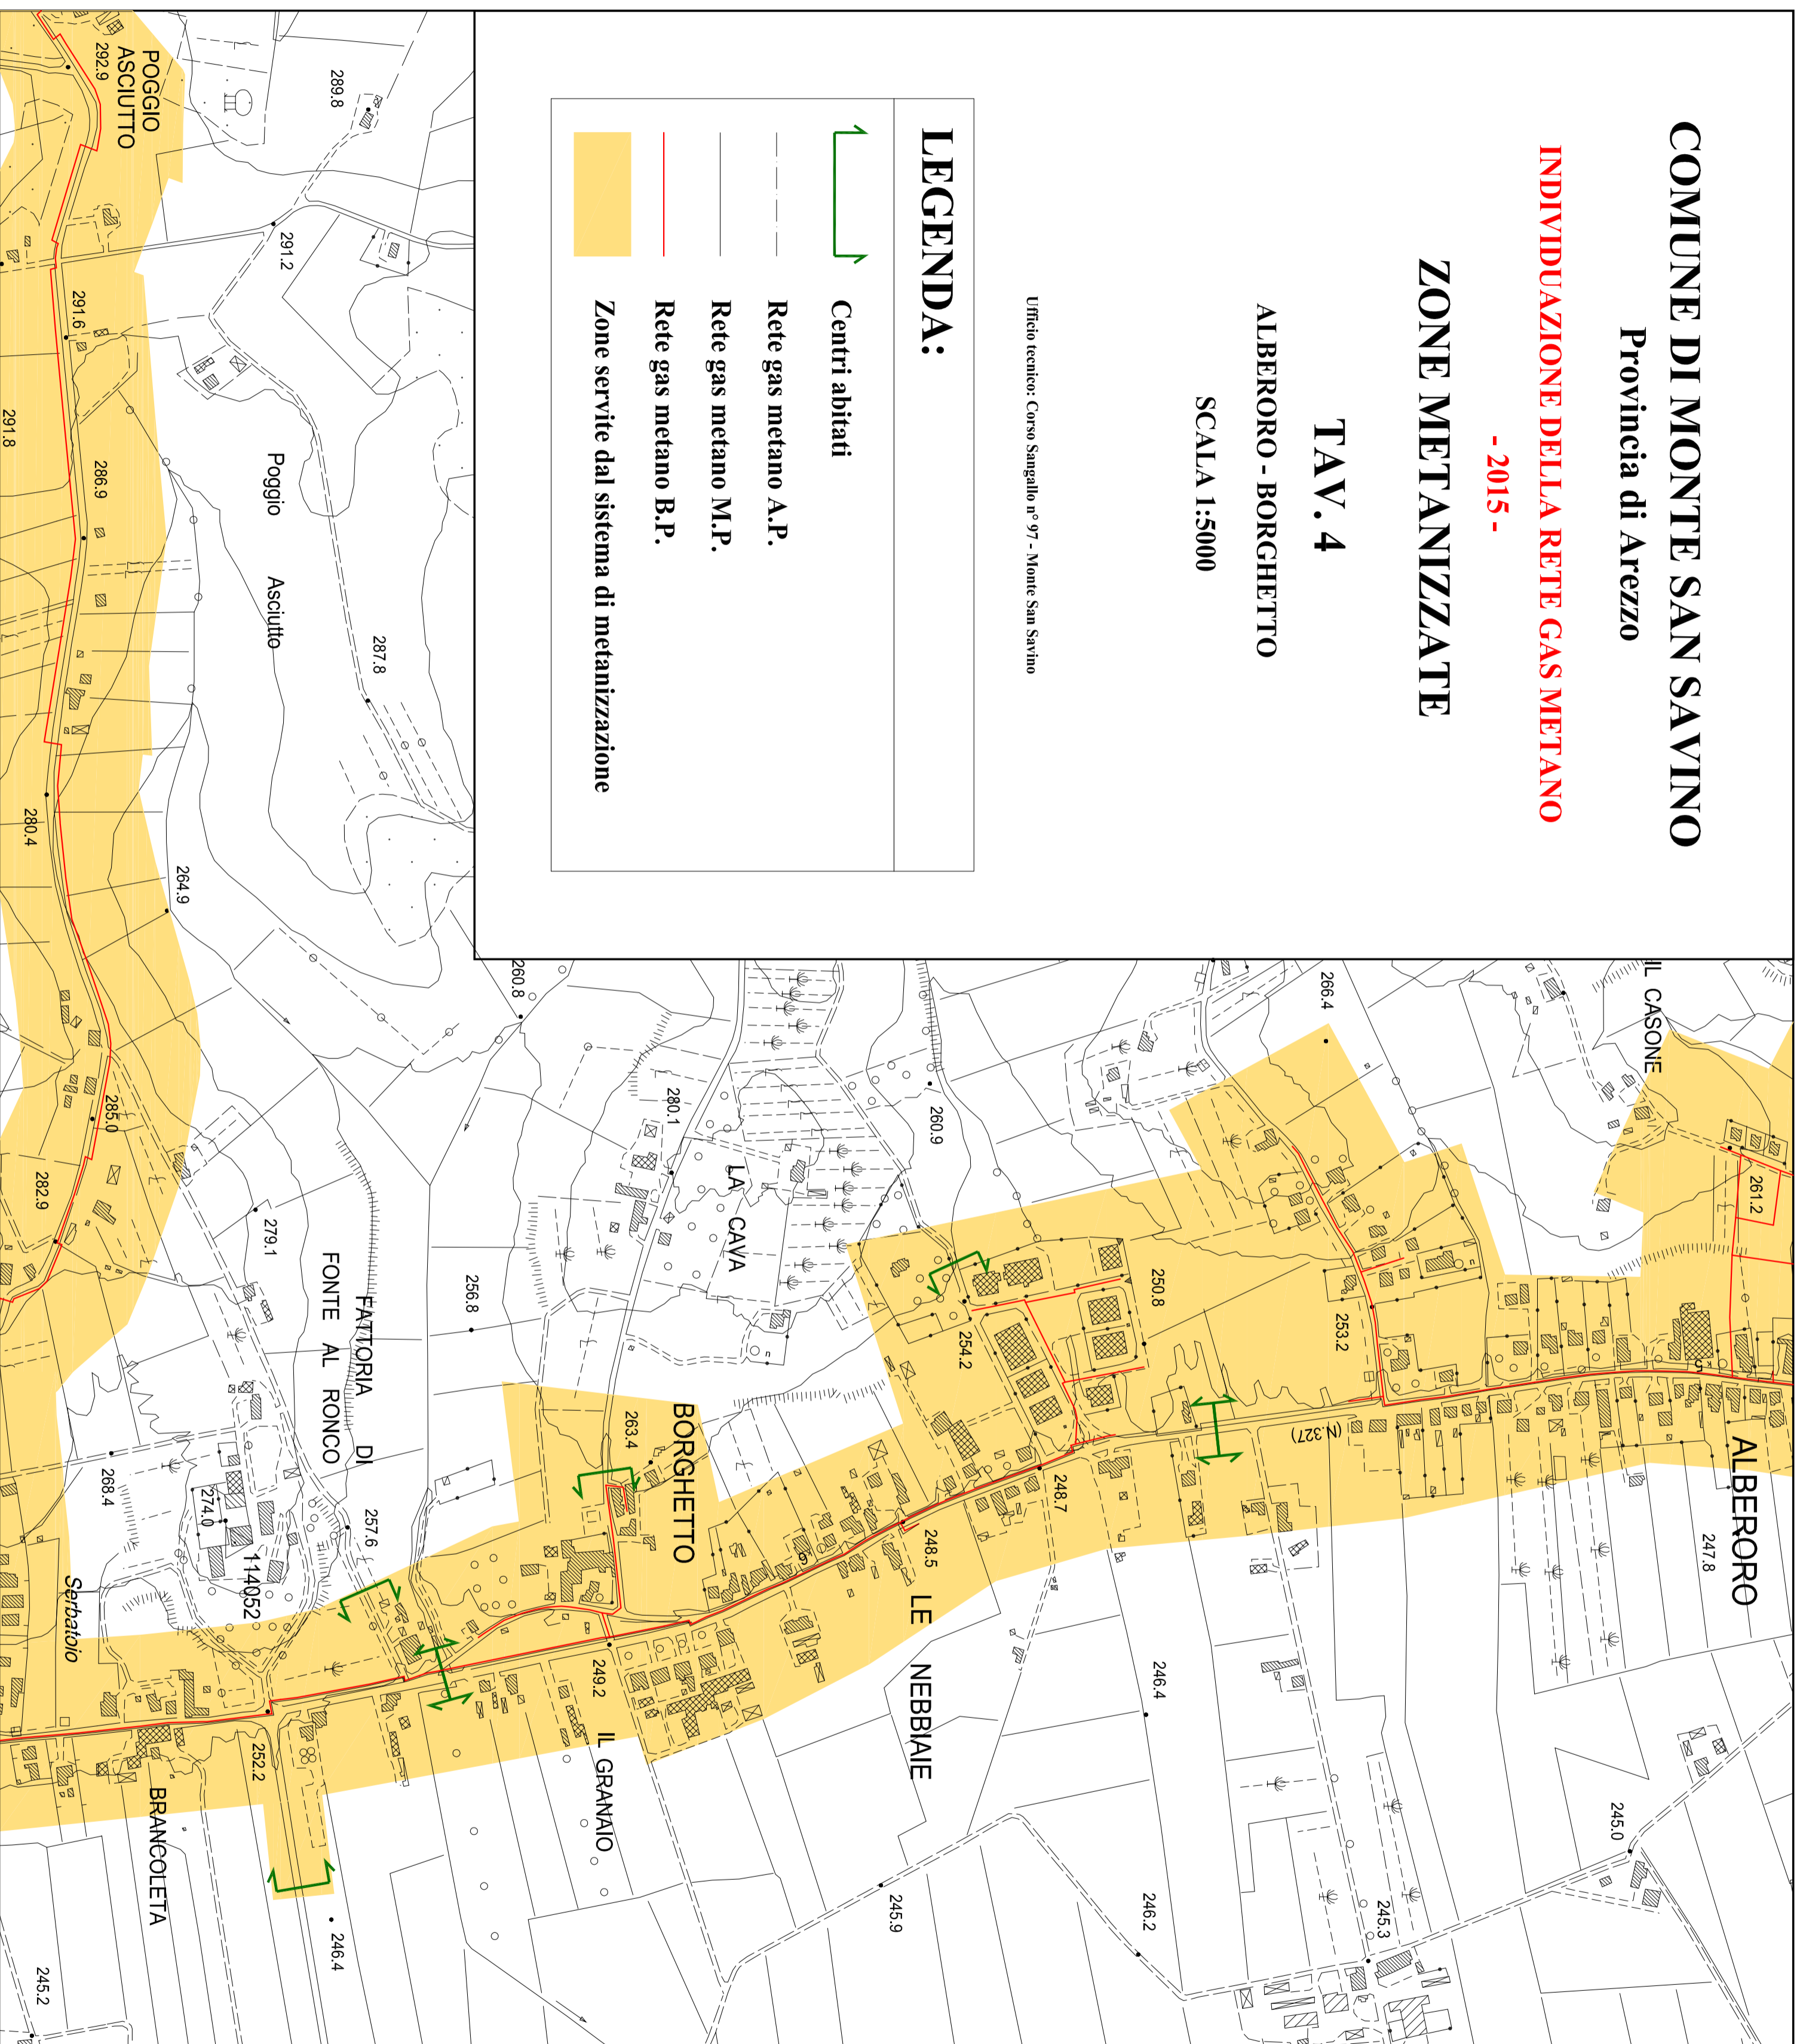 COMUNE DI MONTE SAN SAVINO
Provincia di Arezzo
INDIVIDUAZIONE DELLA RETE GAS METANO
- 2015 -
ZONE METANIZZATE
TAV. 4
ALBERORO - BORGHETTO
SCALA 1:5000
Ufficio tecnico: Corso Sangallo n° 97 - Monte San Savino
LEGENDA:
Centri abitati
Rete gas metano A.P.
Rete gas metano M.P.
Rete gas metano B.P.
Zone servite dal sistema di metanizzazione
IL CASONE
261.2
ALBERORO
247.8
245.0
266.4
253.2
(N.327)
245.3
250.8
248.7
246.4
246.2
260.9
254.2
248.5
LE NEBBIAIE
245.9
9
9
280.1
LA CAVA
BORGHETTO
263.4
249.2
IL GRANAIO
260.8
256.8
289.8
287.8
257.6
FATTORIA DI
FONTE AL RONCO
246.4
291.2
Poggio Asciutto
279.1
114052
274.0
252.2
264.9
POGGIO
ASCIUTTO
292.9
291.6
286.9
285.0
268.4
BRANCOLETA
Serbatoio
291.8
280.4
282.9
245.2